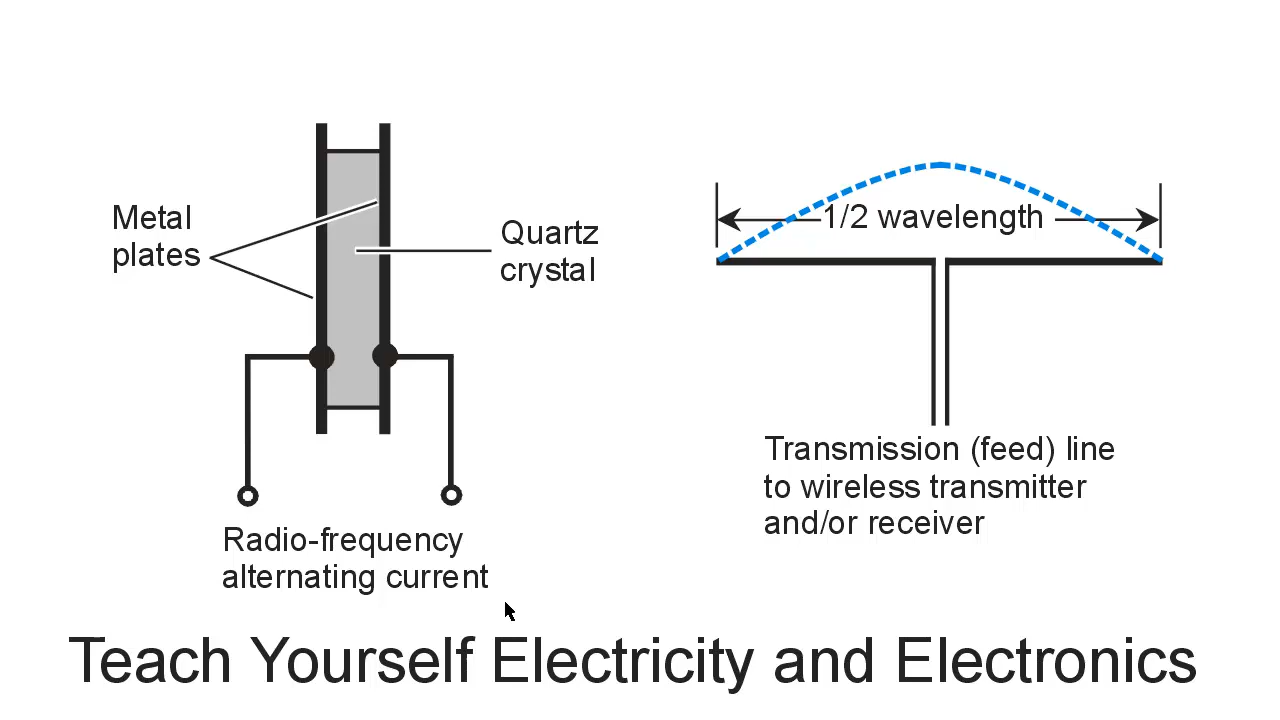 Metal
plates
Quartz
crystal
Radio-frequency
alternating current
1/2 wavelength
Transmission (feed) line
to wireless transmitter
and/or receiver
Teach Yourself Electricity and Electronics